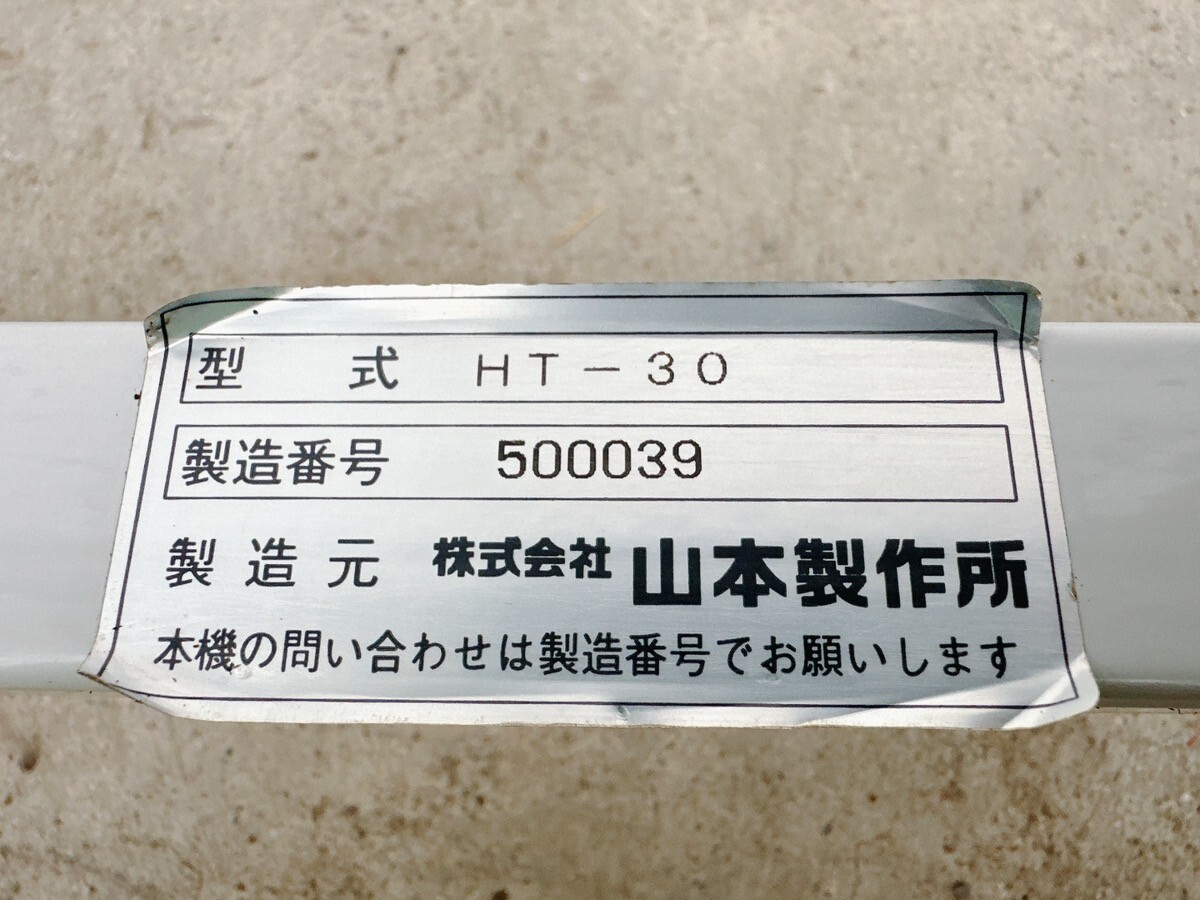 型　　式　ＨＴ－３０
製造番号　500039
製造元　株式会社 山本製作所
本機の問い合わせは製造番号でお願いします